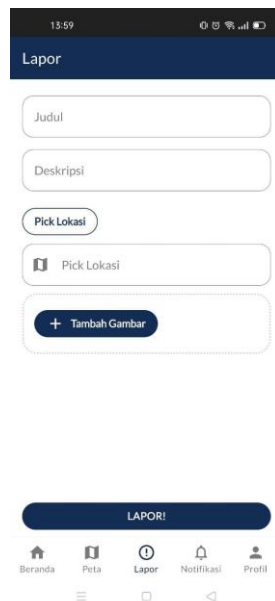 13:59
Lapor
Judul
Deskripsi
Pick Lokasi
Pick Lokasi
+ Tambah Gambar
LAPOR!
Beranda Peta Lapor Notifikasi Profil